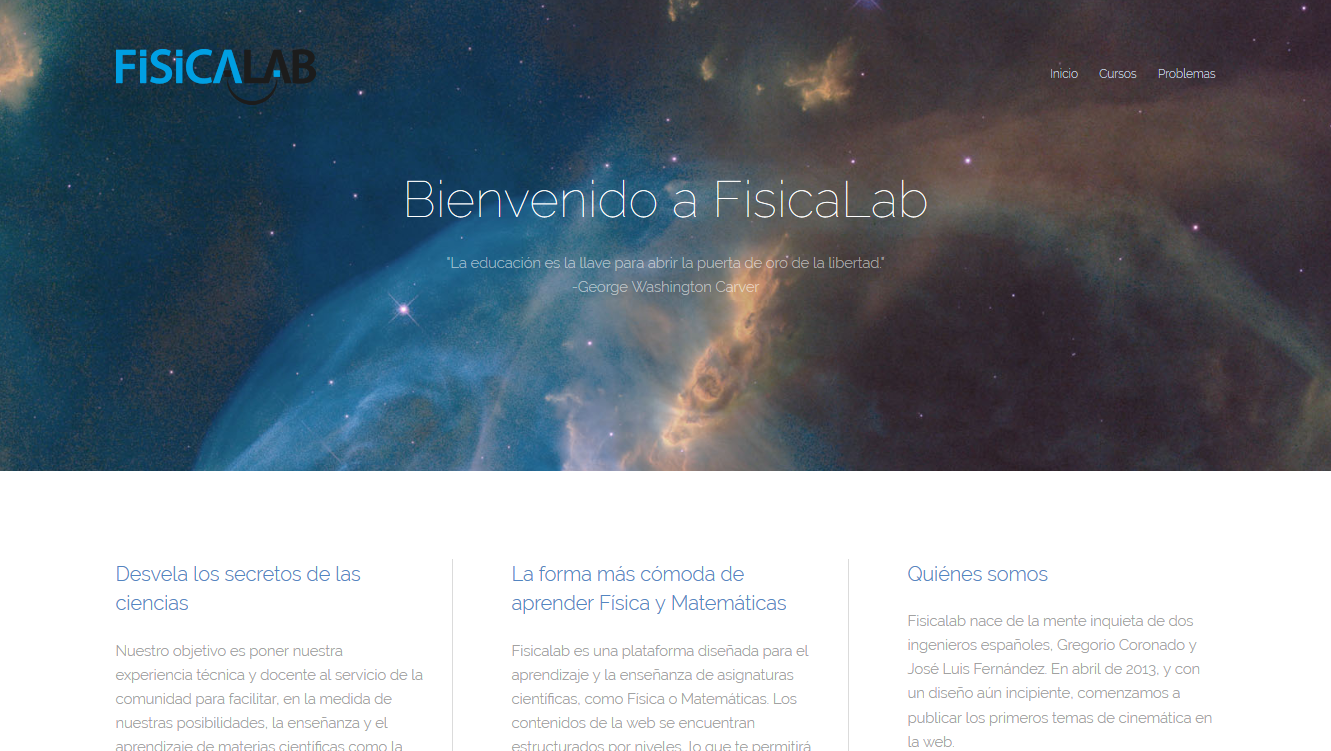 FiSiCALAB
Inicio Cursos Problemas
Bienvenido a FisicaLab
"La educación es la llave para abrir la puerta de oro de la libertad."
-George Washington Carver
Desvela los secretos de las
ciencias
Nuestro objetivo es poner nuestra
experiencia técnica y docente al servicio de la
comunidad para facilitar, en la medida de
nuestras posibilidades, la enseñanza y el
aprendizaje de materias científicas como la
La forma más cómoda de
aprender Física y Matemáticas
Fisicalab es una plataforma diseñada para el
aprendizaje y la enseñanza de asignaturas
científicas, como Física o Matemáticas. Los
contenidos de la web se encuentran
estructurados por niveles, lo que te permitirá
Quiénes somos
Fisicalab nace de la mente inquieta de dos
ingenieros españoles, Gregorio Coronado y
José Luis Fernández. En abril de 2013, y con
un diseño aún incipiente, comenzamos a
publicar los primeros temas de cinemática en
la web.